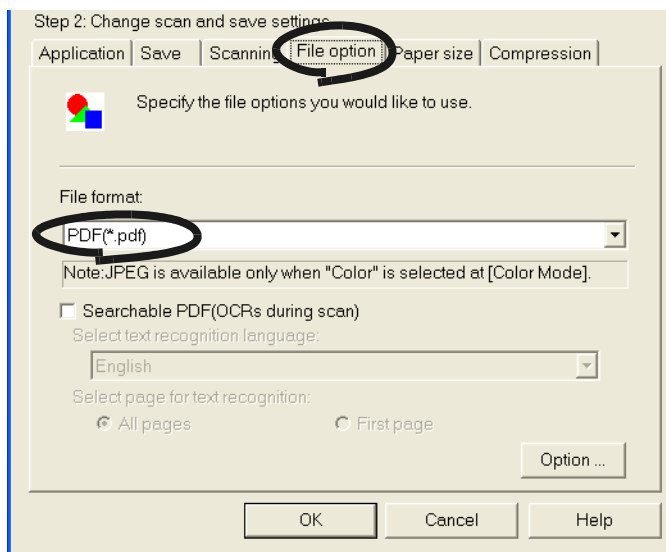 Step 2: Change scan and save settings
Application Save Scanning File option Paper size Compression
Specify the file options you would like to use.
File format:
PDF(*.pdf)
Note:JPEG is available only when "Color" is selected at [Color Mode].
Searchable PDF(OCRs during scan)
Select text recognition language:
English
Select page for text recognition:
All pages First page
Option ...
OK Cancel Help